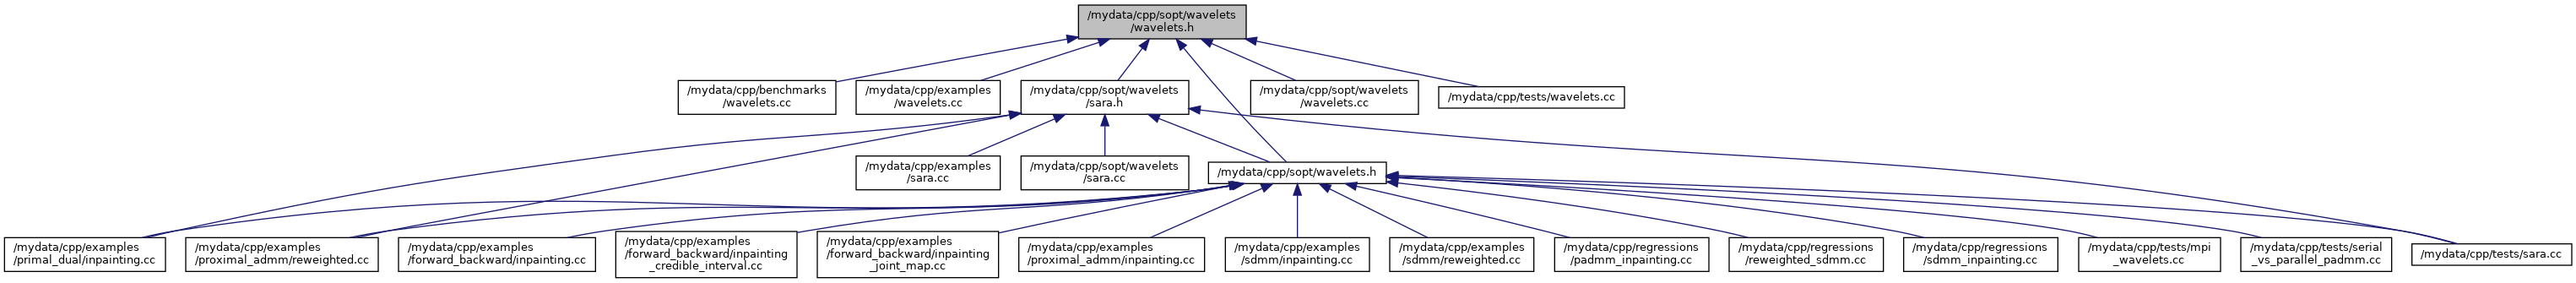 /mydata/cpp/sopt/wavelets
/wavelets.h
/mydata/cpp/benchmarks
/wavelets.cc
/mydata/cpp/examples
/wavelets.cc
/mydata/cpp/sopt/wavelets
/sara.h
/mydata/cpp/sopt/wavelets
/wavelets.cc
/mydata/cpp/tests/wavelets.cc
/mydata/cpp/examples
/sara.cc
/mydata/cpp/sopt/wavelets
/sara.cc
/mydata/cpp/sopt/wavelets.h
/mydata/cpp/examples
/primal_dual/inpainting.cc
/mydata/cpp/examples
/proximal_admm/reweighted.cc
/mydata/cpp/examples
/forward_backward/inpainting.cc
/mydata/cpp/examples
/forward_backward/inpainting
_credible_interval.cc
/mydata/cpp/examples
/forward_backward/inpainting
_joint_map.cc
/mydata/cpp/examples
/proximal_admm/inpainting.cc
/mydata/cpp/examples
/sdmm/inpainting.cc
/mydata/cpp/examples
/sdmm/reweighted.cc
/mydata/cpp/regressions
/padmm_inpainting.cc
/mydata/cpp/regressions
/reweighted_sdmm.cc
/mydata/cpp/regressions
/sdmm_inpainting.cc
/mydata/cpp/tests/mpi
_wavelets.cc
/mydata/cpp/tests/serial
_vs_parallel_padmm.cc
/mydata/cpp/tests/sara.cc